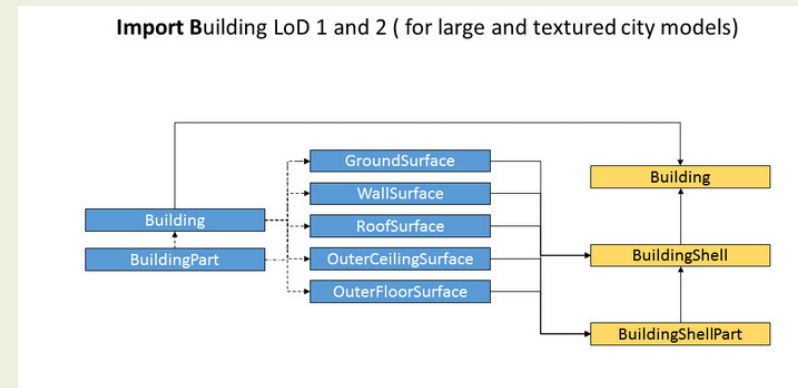 Import Building LoD 1 and 2 ( for large and textured city models)
GroundSurface
WallSurface
RoofSurface
OuterCeilingSurface
OuterFloorSurface
Building
BuildingPart
Building
BuildingShell
BuildingShellPart